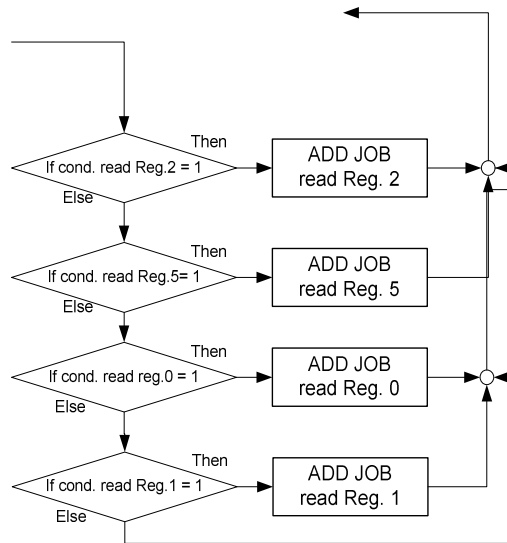 Then
If cond. read Reg.2 = 1
ADD JOB
read Reg. 2
Else
Then
If cond. read Reg.5= 1
ADD JOB
read Reg. 5
Else
Then
If cond. read reg.0 = 1
ADD JOB
read Reg. 0
Else
Then
If cond. read Reg.1 = 1
ADD JOB
read Reg. 1
Else